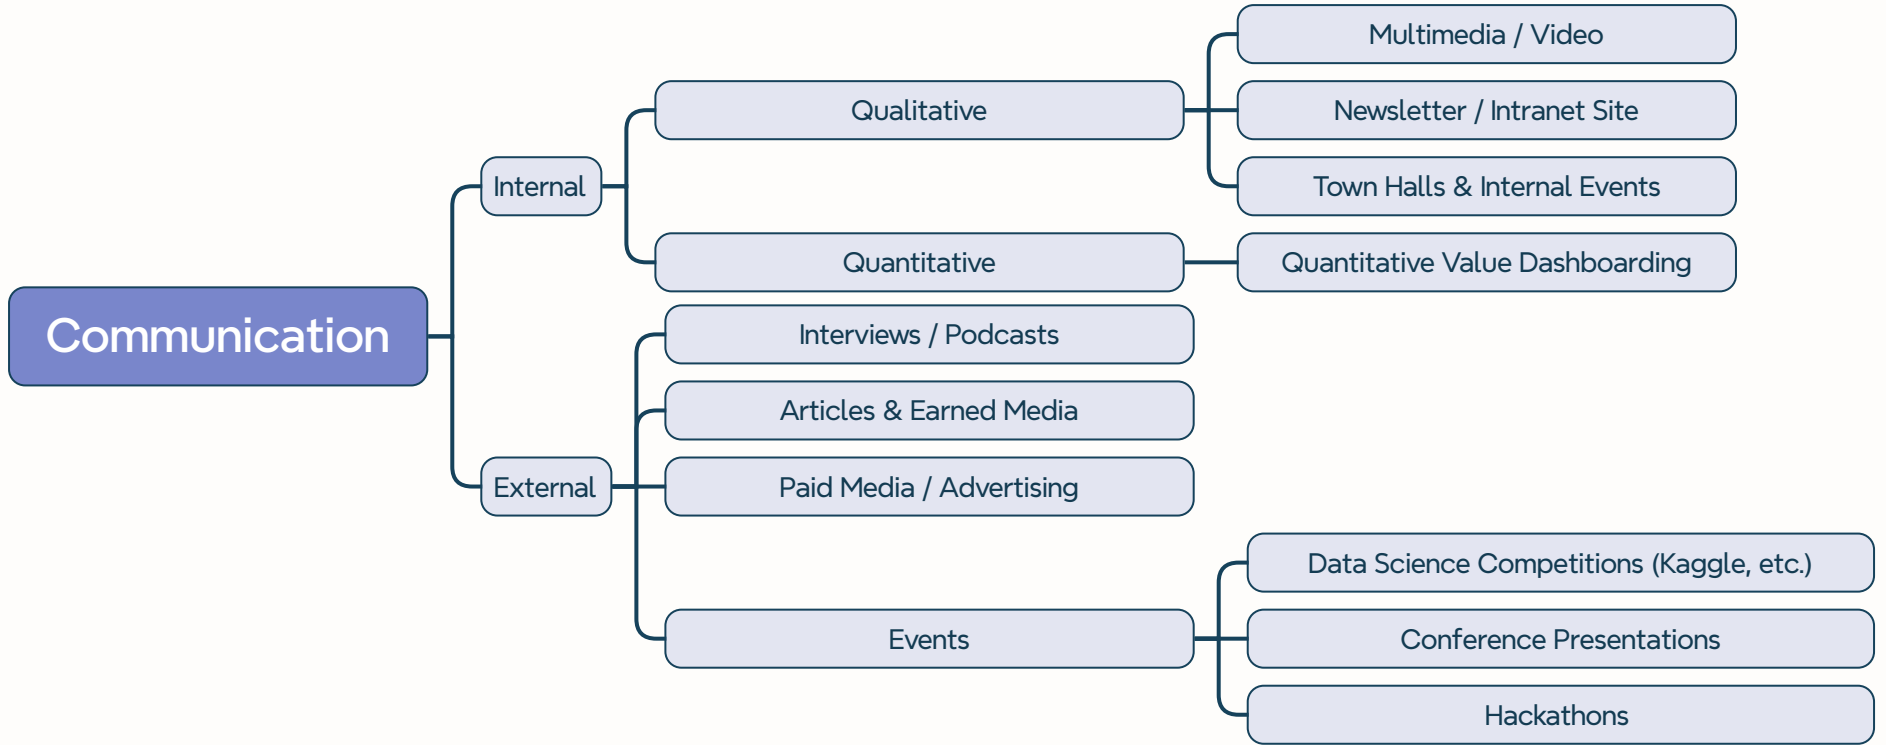 Communication
Internal
Qualitative
Multimedia / Video
Newsletter / Intranet Site
Town Halls & Internal Events
Quantitative
Quantitative Value Dashboarding
External
Interviews / Podcasts
Articles & Earned Media
Paid Media / Advertising
Events
Data Science Competitions (Kaggle, etc.)
Conference Presentations
Hackathons